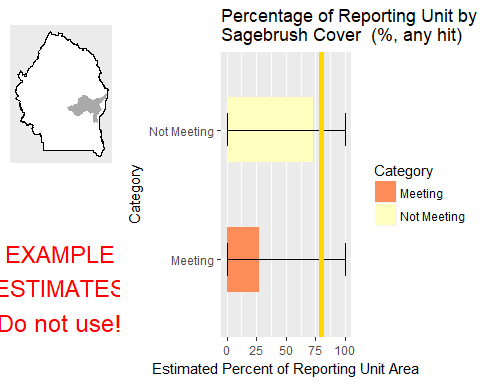 Percentage of Reporting Unit by
Sagebrush Cover (%, any hit)
Category
Not Meeting
Meeting
0 25 50 75 100
Estimated Percent of Reporting Unit Area
Category
Meeting
Not Meeting
EXAMPLE
ESTIMATES
Do not use!